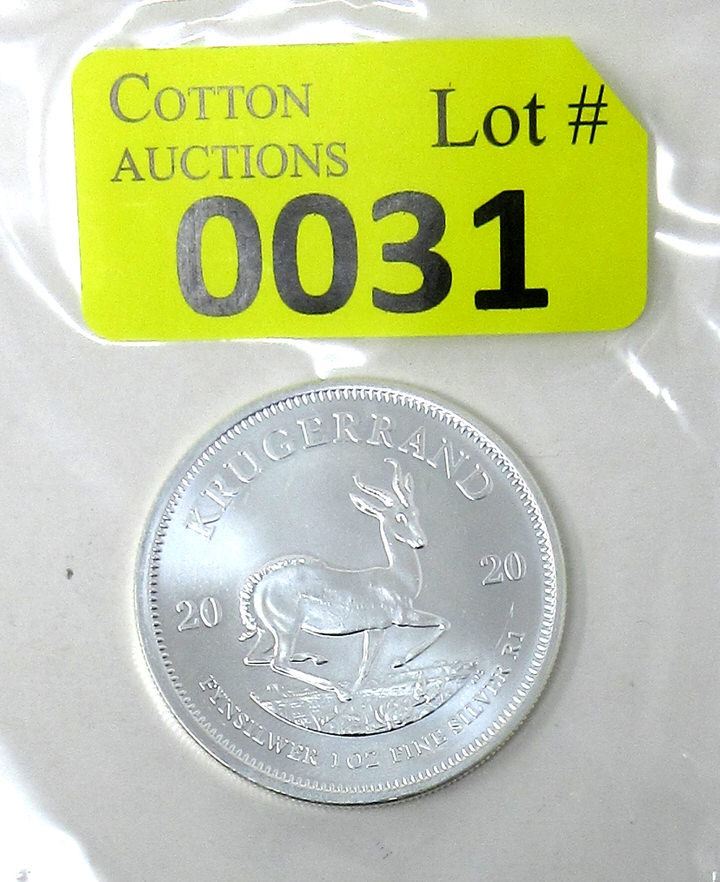 COTTON
AUCTIONS
Lot #
0031
KRUGERRAND
20 20
FYNSILWER 1 OZ FINE SILVER R1